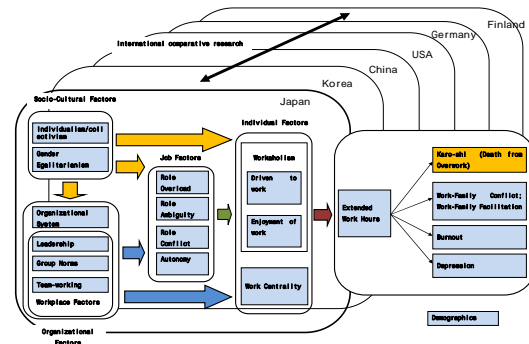 Finland
Germany
International comparative research
USA
China
Korea
Japan
Socio-Cultural Factors
Individualism/coll
ectivism
Gender
Egalitarianism
Organizational
System
Leadership
Group Norms
Team-working
Workplace Factors
Organizational
Factors
Job Factors
Role
Overload
Role
Ambiguity
Role
Conflict
Autonomy
Individual Factors
Workaholism
Driven to
work
Enjoyment of
work
Work Centrality
Extended
Work Hours
Karo-shi (Death from
Overwork)
Work-Family Conflict;
Work-Family Facilitation
Burnout
Depression
Demographics